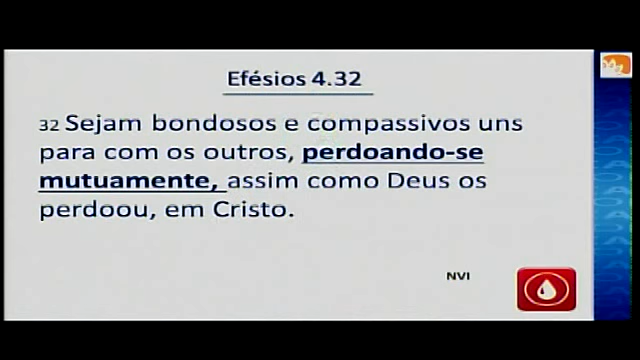 Efésios 4.32
32 Sejam bondosos e compassivos uns
para com os outros, perdoando-se
mutuamente, assim como Deus os
perdoou, em Cristo.
NVI